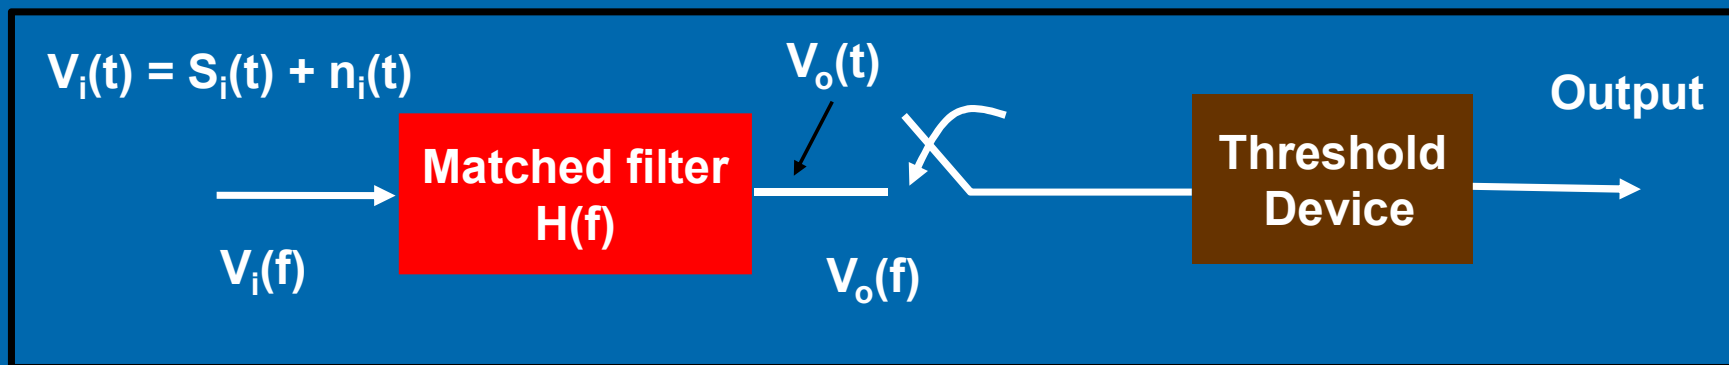 Vᵢ(t) = Sᵢ(t) + nᵢ(t)
Vₒ(t)
Output
Matched filter
H(f)
Threshold
Device
Vᵢ(f)
Vₒ(f)